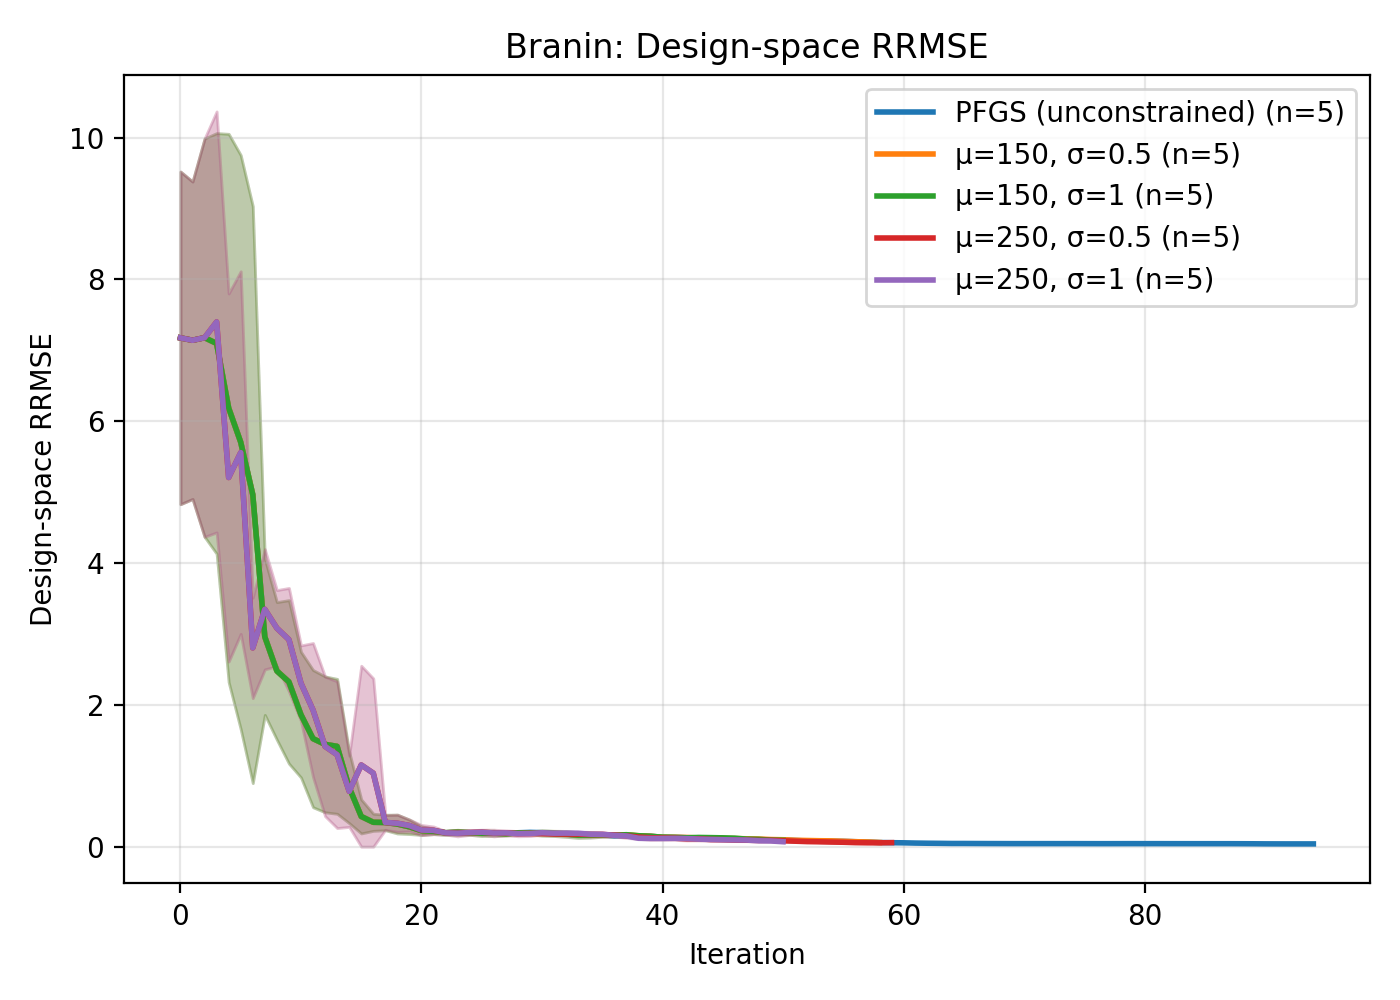 Branin: Design-space RRMSE
PFGS (unconstrained) (n=5)
μ=150, σ=0.5 (n=5)
μ=150, σ=1 (n=5)
μ=250, σ=0.5 (n=5)
μ=250, σ=1 (n=5)
Design-space RRMSE
10
8
6
4
2
0
0 20 40 60 80
Iteration